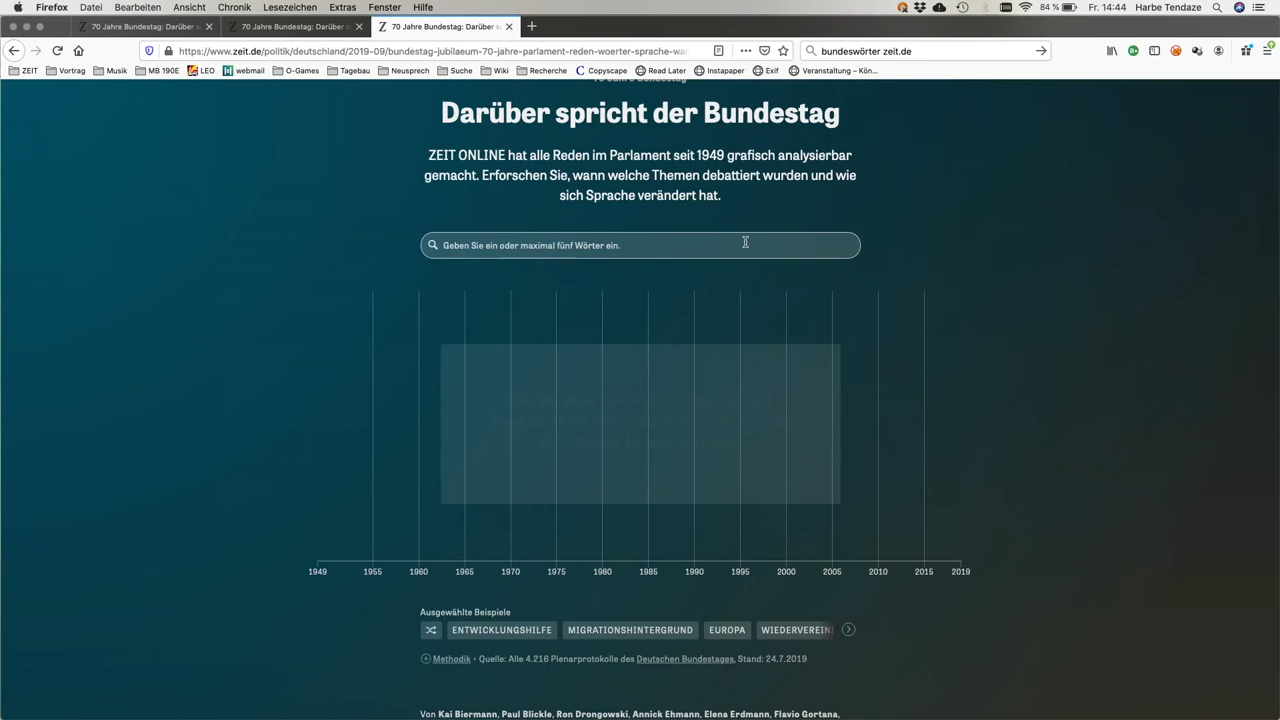 Firefox Datei Bearbeiten Ansicht Chronik Lesezeichen Extras Fenster Hilfe 84 % Fr. 14:44 Harbe Tendaze
70 Jahre Bundestag: Darüber s 70 Jahre Bundestag: Darüber s 70 Jahre Bundestag: Darüber s
https://www.zeit.de/politik/deutschland/2019-09/bundestag-jubilaeum-70-jahre-parlament-reden-woerter-sprache-wa bundeswörter zeit.de
ZEIT Vortrag Musik MB 190E LEO webmail O-Games Tagebau Neusprech Suche Wiki Recherche Copyscape Read Later Instapaper Exif Veranstaltung – Kön...
70 Jahre Bundestag
Darüber spricht der Bundestag
ZEIT ONLINE hat alle Reden im Parlament seit 1949 grafisch analysierbar
gemacht. Erforschen Sie, wann welche Themen debattiert wurden und wie
sich Sprache verändert hat.
Geben Sie ein oder maximal fünf Wörter ein.
1949 1955 1960 1965 1970 1975 1980 1985 1990 1995 2000 2005 2010 2015 2019
Ausgewählte Beispiele
ENTWICKLUNGSHILFE MIGRATIONSHINTERGRUND EUROPA WIEDERVEREIN
Methodik • Quelle: Alle 4.216 Plenarprotokolle des Deutschen Bundestages, Stand: 24.7.2019
Von Kai Biermann, Paul Blickle, Ron Drongowski, Annick Ehmann, Elena Erdmann, Flavio Gortana,